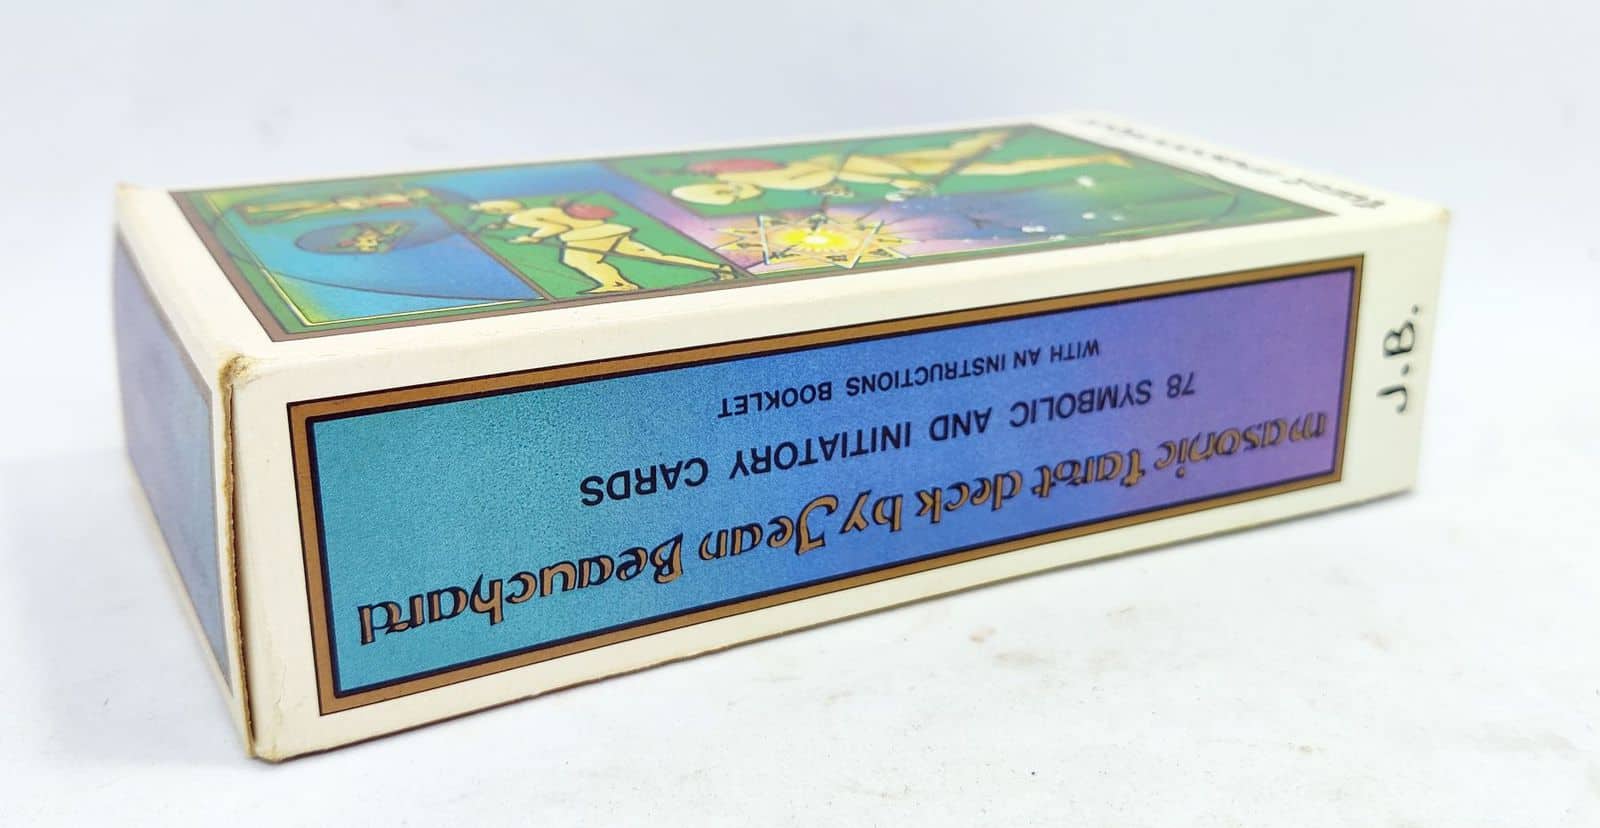 masonic tarot deck by Jean Beauchard
78 SYMBOLIC AND INITIATORY CARDS
WITH AN INSTRUCTIONS BOOKLET
J.B.